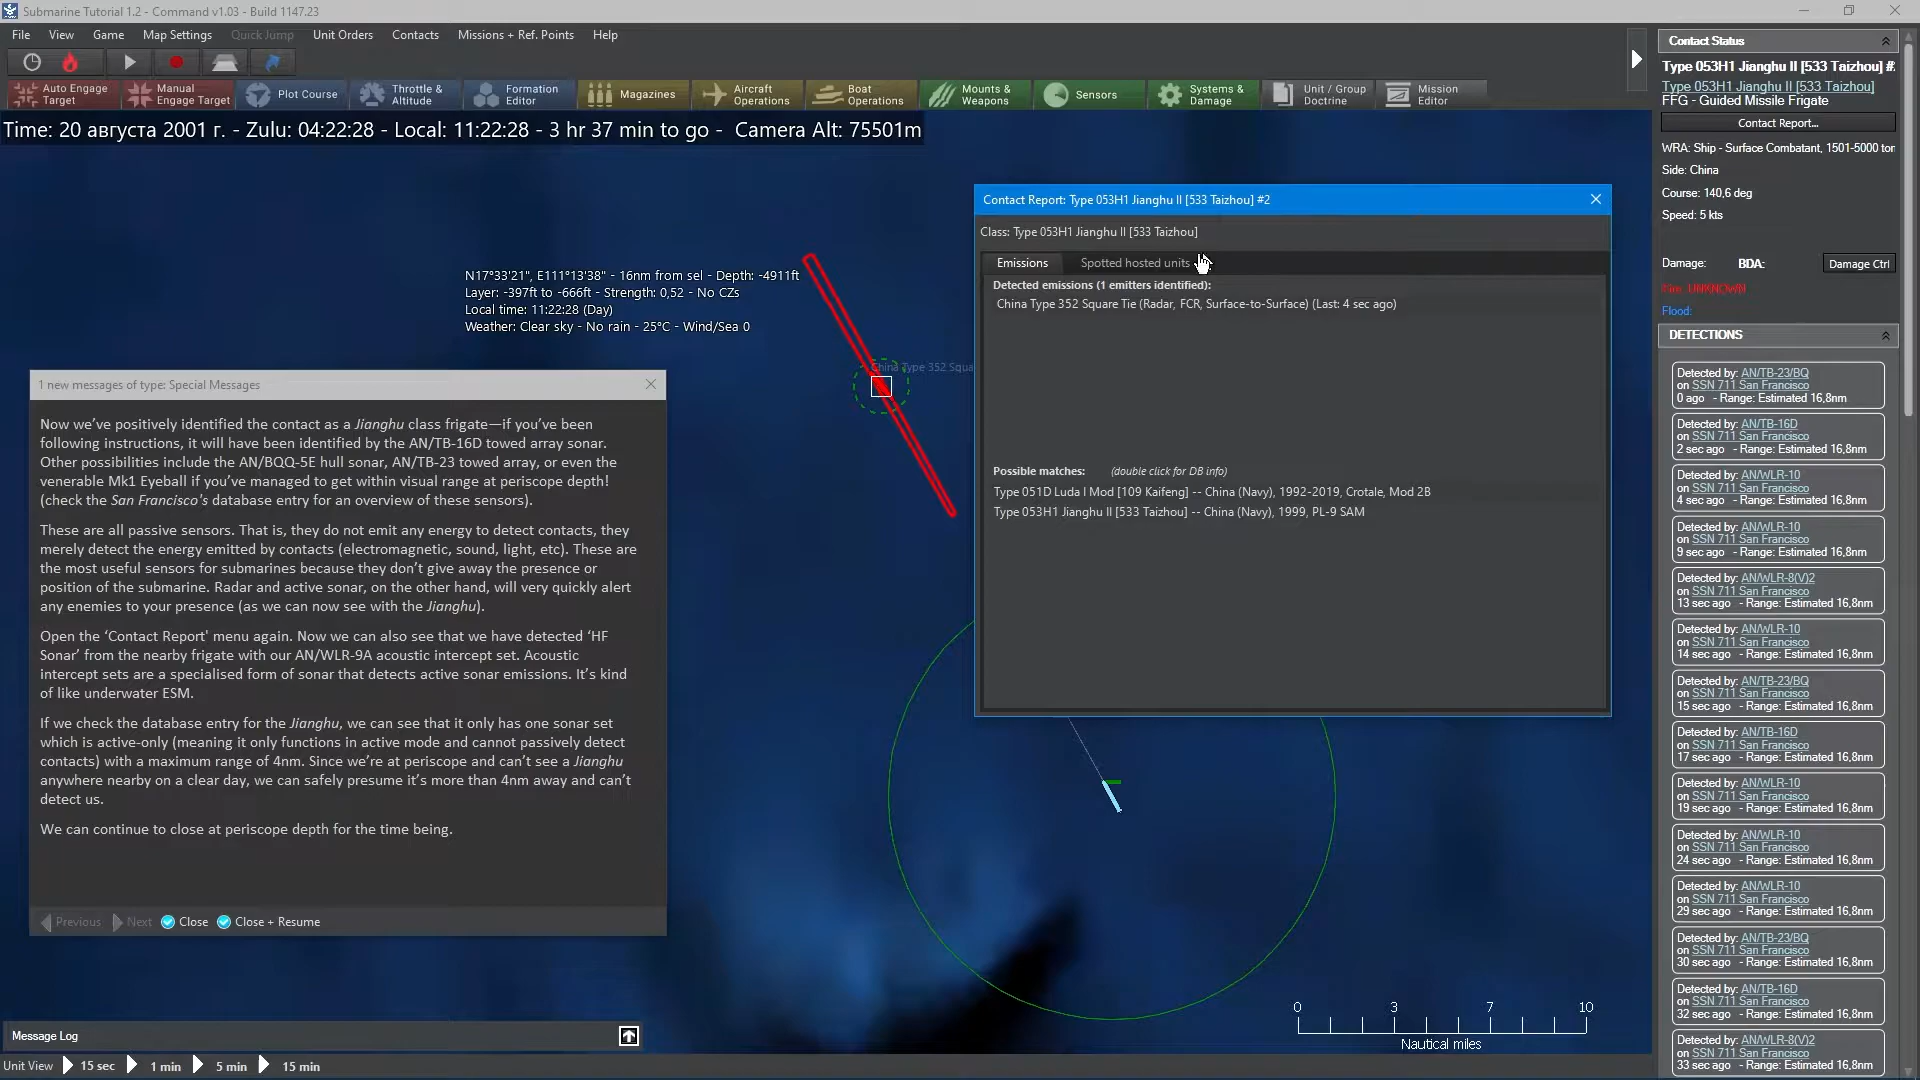 Submarine Tutorial 1.2 - Command v1.03 - Build 1147.23
File View Game Map Settings Quick Jump Unit Orders Contacts Missions + Ref. Points Help
Auto Engage Target
Manual Engage Target
Plot Course
Throttle & Altitude
Formation Editor
Magazines
Aircraft Operations
Boat Operations
Mounts & Weapons
Sensors
Systems & Damage
Unit / Group Doctrine
Mission Editor
Time: 20 августа 2001 г. - Zulu: 04:22:28 - Local: 11:22:28 - 3 hr 37 min to go - Camera Alt: 75501m
N17°33'21", E111°13'38" - 16nm from sel - Depth: -4911ft
Layer: -397ft to -666ft - Strength: 0,52 - No CZs
Local time: 11:22:28 (Day)
Weather: Clear sky - No rain - 25°C - Wind/Sea 0
China Type 352 Squa
1 new messages of type: Special Messages
Now we've positively identified the contact as a Jianghu class frigate—if you've been
following instructions, it will have been identified by the AN/TB-16D towed array sonar.
Other possibilities include the AN/BQQ-5E hull sonar, AN/TB-23 towed array, or even the
venerable Mk1 Eyeball if you've managed to get within visual range at periscope depth!
(check the San Francisco's database entry for an overview of these sensors).
These are all passive sensors. That is, they do not emit any energy to detect contacts, they
merely detect the energy emitted by contacts (electromagnetic, sound, light, etc). These are
the most useful sensors for submarines because they don't give away the presence or
position of the submarine. Radar and active sonar, on the other hand, will very quickly alert
any enemies to your presence (as we can now see with the Jianghu).
Open the 'Contact Report' menu again. Now we can also see that we have detected 'HF
Sonar' from the nearby frigate with our AN/WLR-9A acoustic intercept set. Acoustic
intercept sets are a specialised form of sonar that detects active sonar emissions. It's kind
of like underwater ESM.
If we check the database entry for the Jianghu, we can see that it only has one sonar set
which is active-only (meaning it only functions in active mode and cannot passively detect
contacts) with a maximum range of 4nm. Since we're at periscope and can't see a Jianghu
anywhere nearby on a clear day, we can safely presume it's more than 4nm away and can't
detect us.
We can continue to close at periscope depth for the time being.
Previous Next Close Close + Resume
Contact Report: Type 053H1 Jianghu II [533 Taizhou] #2
Class: Type 053H1 Jianghu II [533 Taizhou]
Emissions Spotted hosted units
Detected emissions (1 emitters identified):
China Type 352 Square Tie (Radar, FCR, Surface-to-Surface) (Last: 4 sec ago)
Possible matches: (double click for DB info)
Type 051D Luda I Mod [109 Kaifeng] -- China (Navy), 1992-2019, Crotale, Mod 2B
Type 053H1 Jianghu II [533 Taizhou] -- China (Navy), 1999, PL-9 SAM
0 3 7 10
Nautical miles
Message Log
Unit View 15 sec 1 min 5 min 15 min
Contact Status
Type 053H1 Jianghu II [533 Taizhou] #
Type 053H1 Jianghu II [533 Taizhou]
FFG - Guided Missile Frigate
Contact Report...
WRA: Ship - Surface Combatant, 1501-5000 ton
Side: China
Course: 140,6 deg
Speed: 5 kts
Damage: BDA: Damage Ctrl
Fire: UNKNOWN
Flood:
DETECTIONS
Detected by: AN/TB-23/BQ
on SSN 711 San Francisco
0 ago - Range: Estimated 16,8nm
Detected by: AN/TB-16D
on SSN 711 San Francisco
2 sec ago - Range: Estimated 16,8nm
Detected by: AN/WLR-10
on SSN 711 San Francisco
4 sec ago - Range: Estimated 16,8nm
Detected by: AN/WLR-10
on SSN 711 San Francisco
9 sec ago - Range: Estimated 16,8nm
Detected by: AN/WLR-8(V)2
on SSN 711 San Francisco
13 sec ago - Range: Estimated 16,8nm
Detected by: AN/WLR-10
on SSN 711 San Francisco
14 sec ago - Range: Estimated 16,8nm
Detected by: AN/TB-23/BQ
on SSN 711 San Francisco
15 sec ago - Range: Estimated 16,8nm
Detected by: AN/TB-16D
on SSN 711 San Francisco
17 sec ago - Range: Estimated 16,8nm
Detected by: AN/WLR-10
on SSN 711 San Francisco
19 sec ago - Range: Estimated 16,8nm
Detected by: AN/WLR-10
on SSN 711 San Francisco
24 sec ago - Range: Estimated 16,8nm
Detected by: AN/WLR-10
on SSN 711 San Francisco
29 sec ago - Range: Estimated 16,8nm
Detected by: AN/TB-23/BQ
on SSN 711 San Francisco
30 sec ago - Range: Estimated 16,8nm
Detected by: AN/TB-16D
on SSN 711 San Francisco
32 sec ago - Range: Estimated 16,8nm
Detected by: AN/WLR-8(V)2
on SSN 711 San Francisco
33 sec ago - Range: Estimated 16,8nm